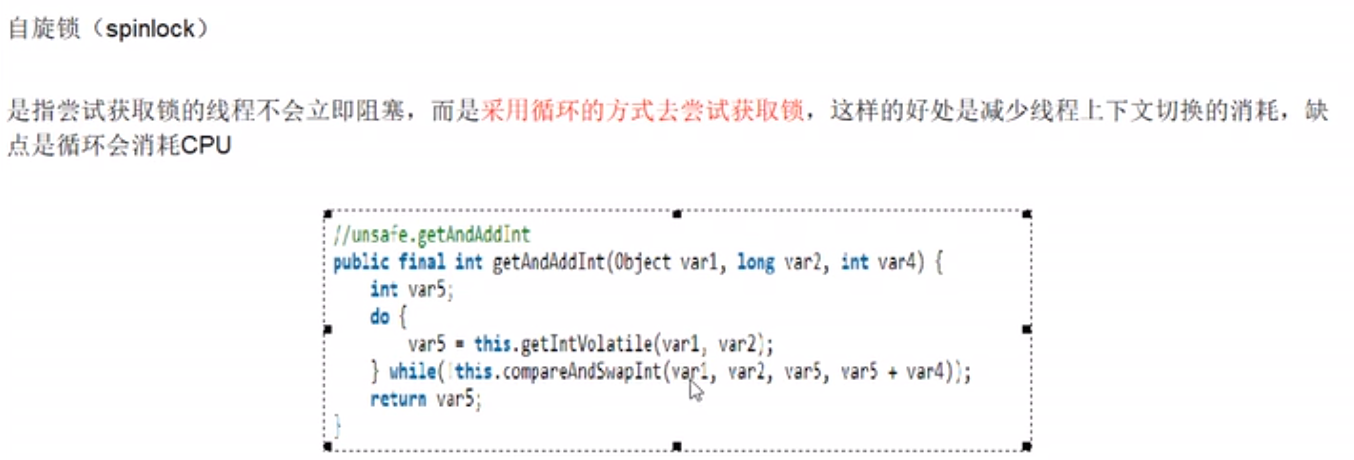 自旋锁（spinlock）
是指尝试获取锁的线程不会立即阻塞，而是采用循环的方式去尝试获取锁，这样的好处是减少线程上下文切换的消耗，缺
点是循环会消耗CPU
//unsafe.getAndAddInt
public final int getAndAddInt(Object var1, long var2, int var4) {
int var5;
do {
var5 = this.getIntVolatile(var1, var2);
} while(!this.compareAndSwapInt(var1, var2, var5, var5 + var4));
return var5;
}